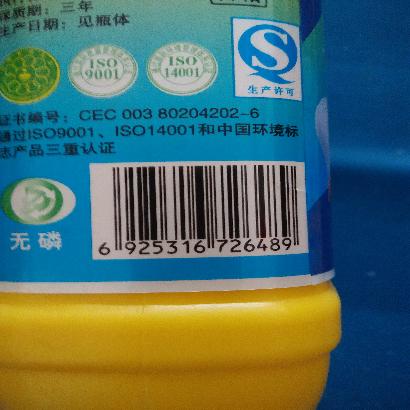 保质期：三年
生产日期：见瓶体
ISO
9001
ISO
14001
QS
生产许可
证书编号：CEC 003 80204202-6
通过ISO9001、ISO14001和中国环境标
志产品三重认证
无磷
6 925316 726489